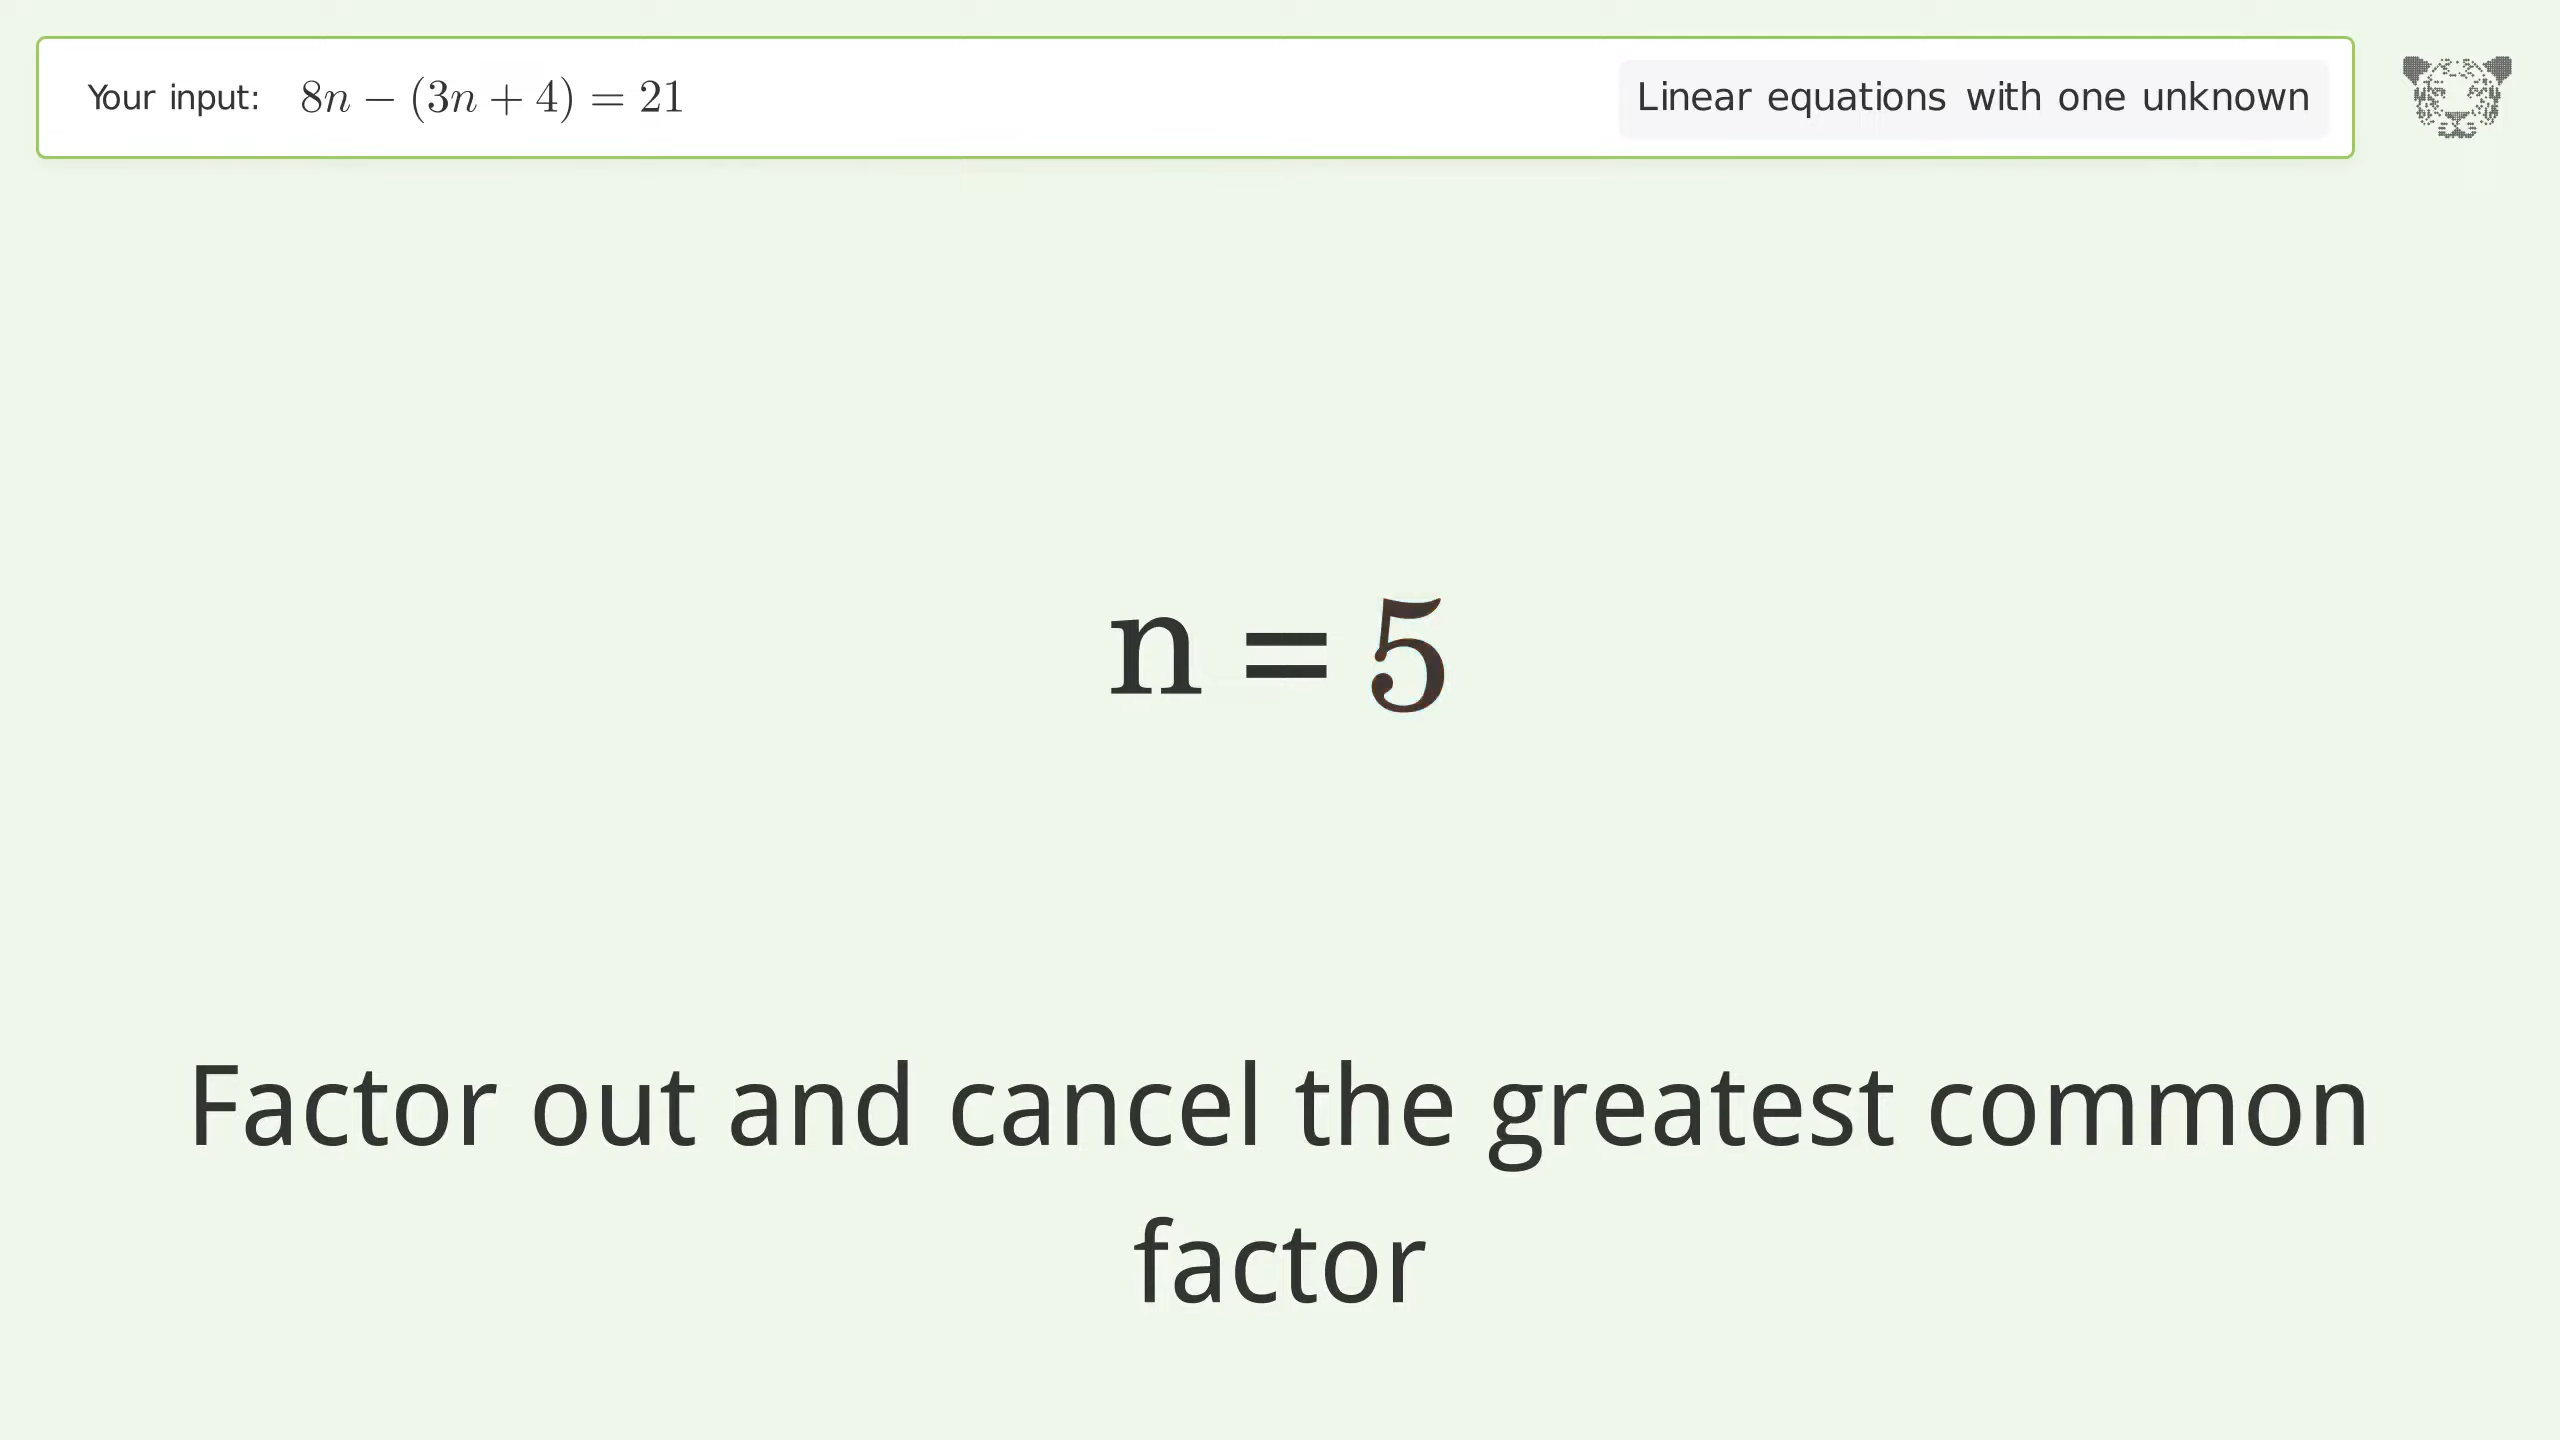 Your input: 8n − (3n + 4) = 21
Linear equations with one unknown
n = 5
Factor out and cancel the greatest common
factor